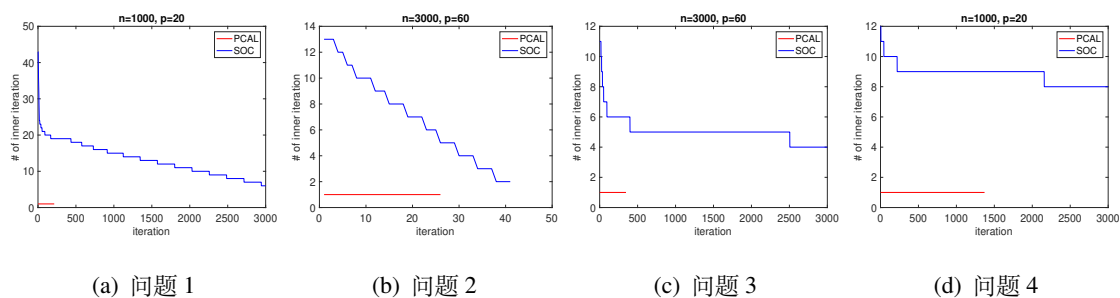 n=1000, p=20
50
40
30
20
10
0
0 500 1000 1500 2000 2500 3000
iteration
# of inner iteration
PCAL
SOC
(a) 问题 1
n=3000, p=60
14
12
10
8
6
4
2
0
0 10 20 30 40 50
iteration
# of inner iteration
PCAL
SOC
(b) 问题 2
n=3000, p=60
12
10
8
6
4
2
0
0 500 1000 1500 2000 2500 3000
iteration
# of inner iteration
PCAL
SOC
(c) 问题 3
n=1000, p=20
12
10
8
6
4
2
0
0 500 1000 1500 2000 2500 3000
iteration
# of inner iteration
PCAL
SOC
(d) 问题 4